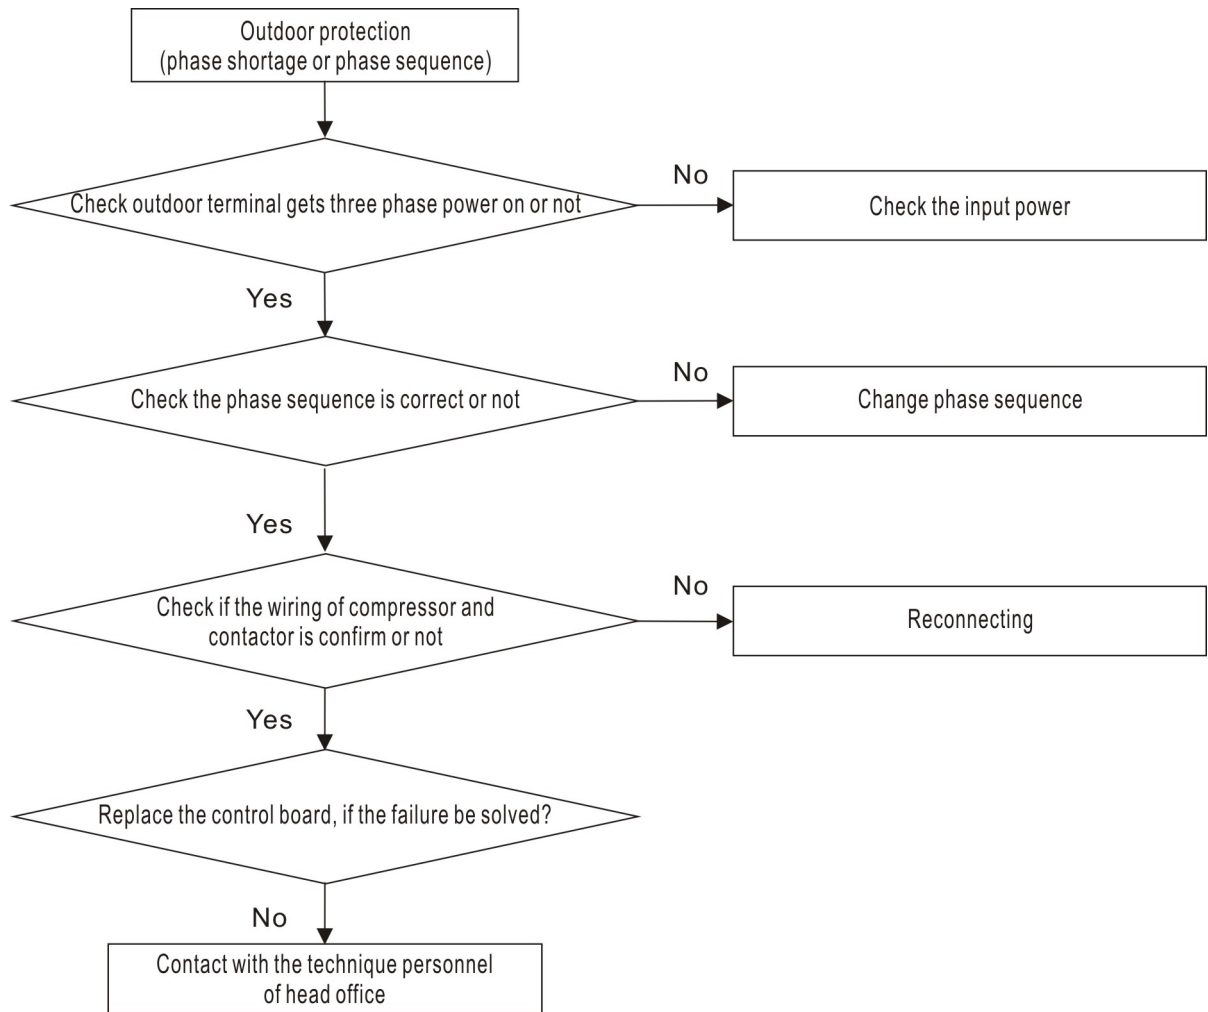 Outdoor protection
(phase shortage or phase sequence)
No
Check outdoor terminal gets three phase power on or not
Check the input power
Yes
No
Check the phase sequence is correct or not
Change phase sequence
Yes
No
Check if the wiring of compressor and
contactor is confirm or not
Reconnecting
Yes
Replace the control board, if the failure be solved?
No
Contact with the technique personnel
of head office